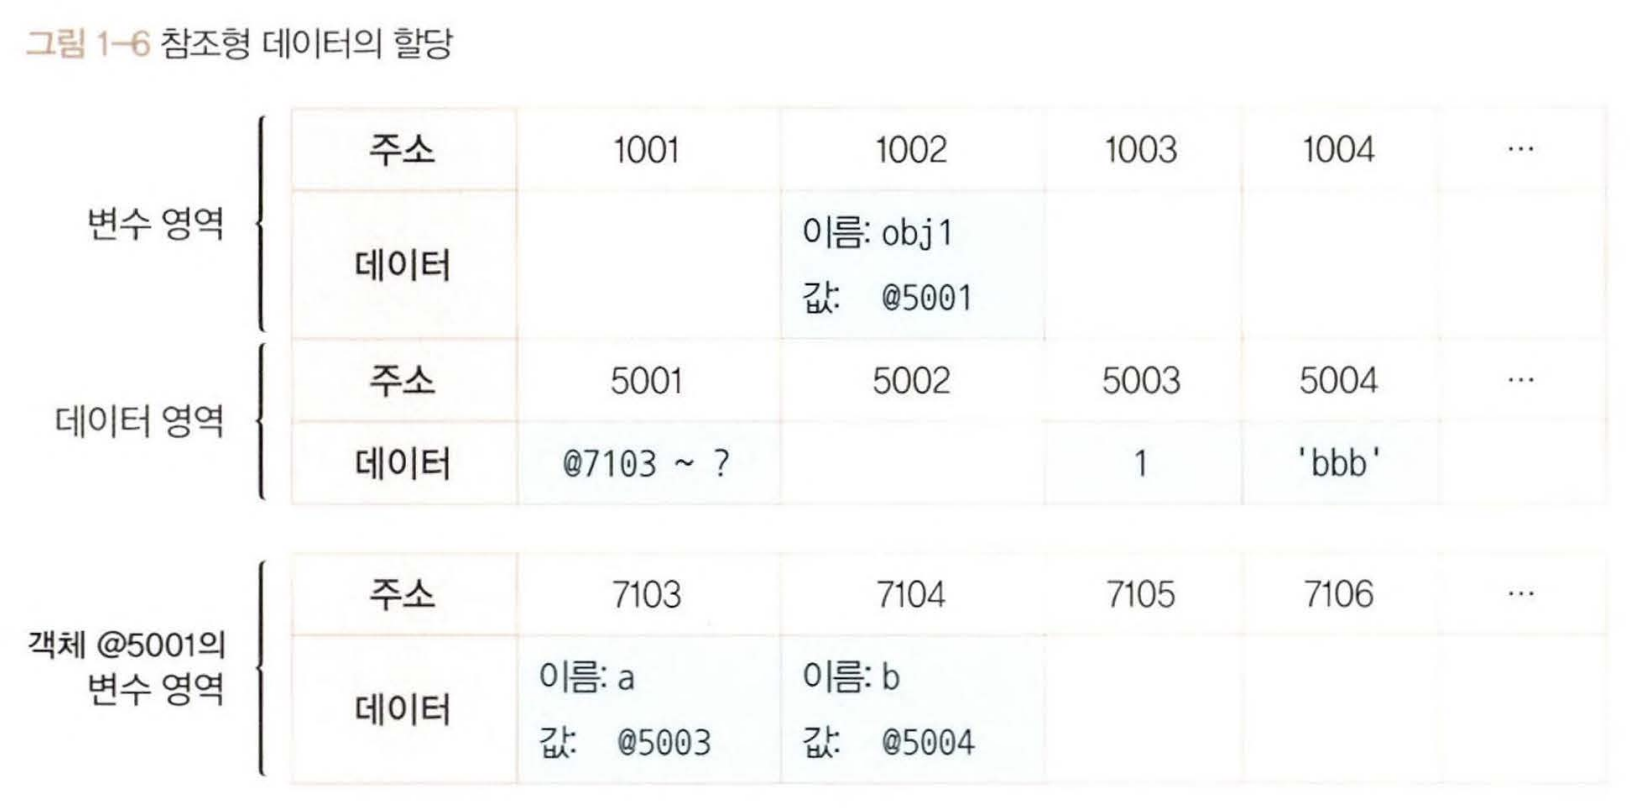 그림 1-6 참조형 데이터의 할당
주소 1001 1002 1003 1004 ...
변수 영역
데이터
이름: obj1
값: @5001
주소 5001 5002 5003 5004 ...
데이터 영역
데이터 @7103 ~ ? 1 'bbb'
주소 7103 7104 7105 7106 ...
객체 @5001의
변수 영역
데이터
이름: a 이름: b
값: @5003 값: @5004